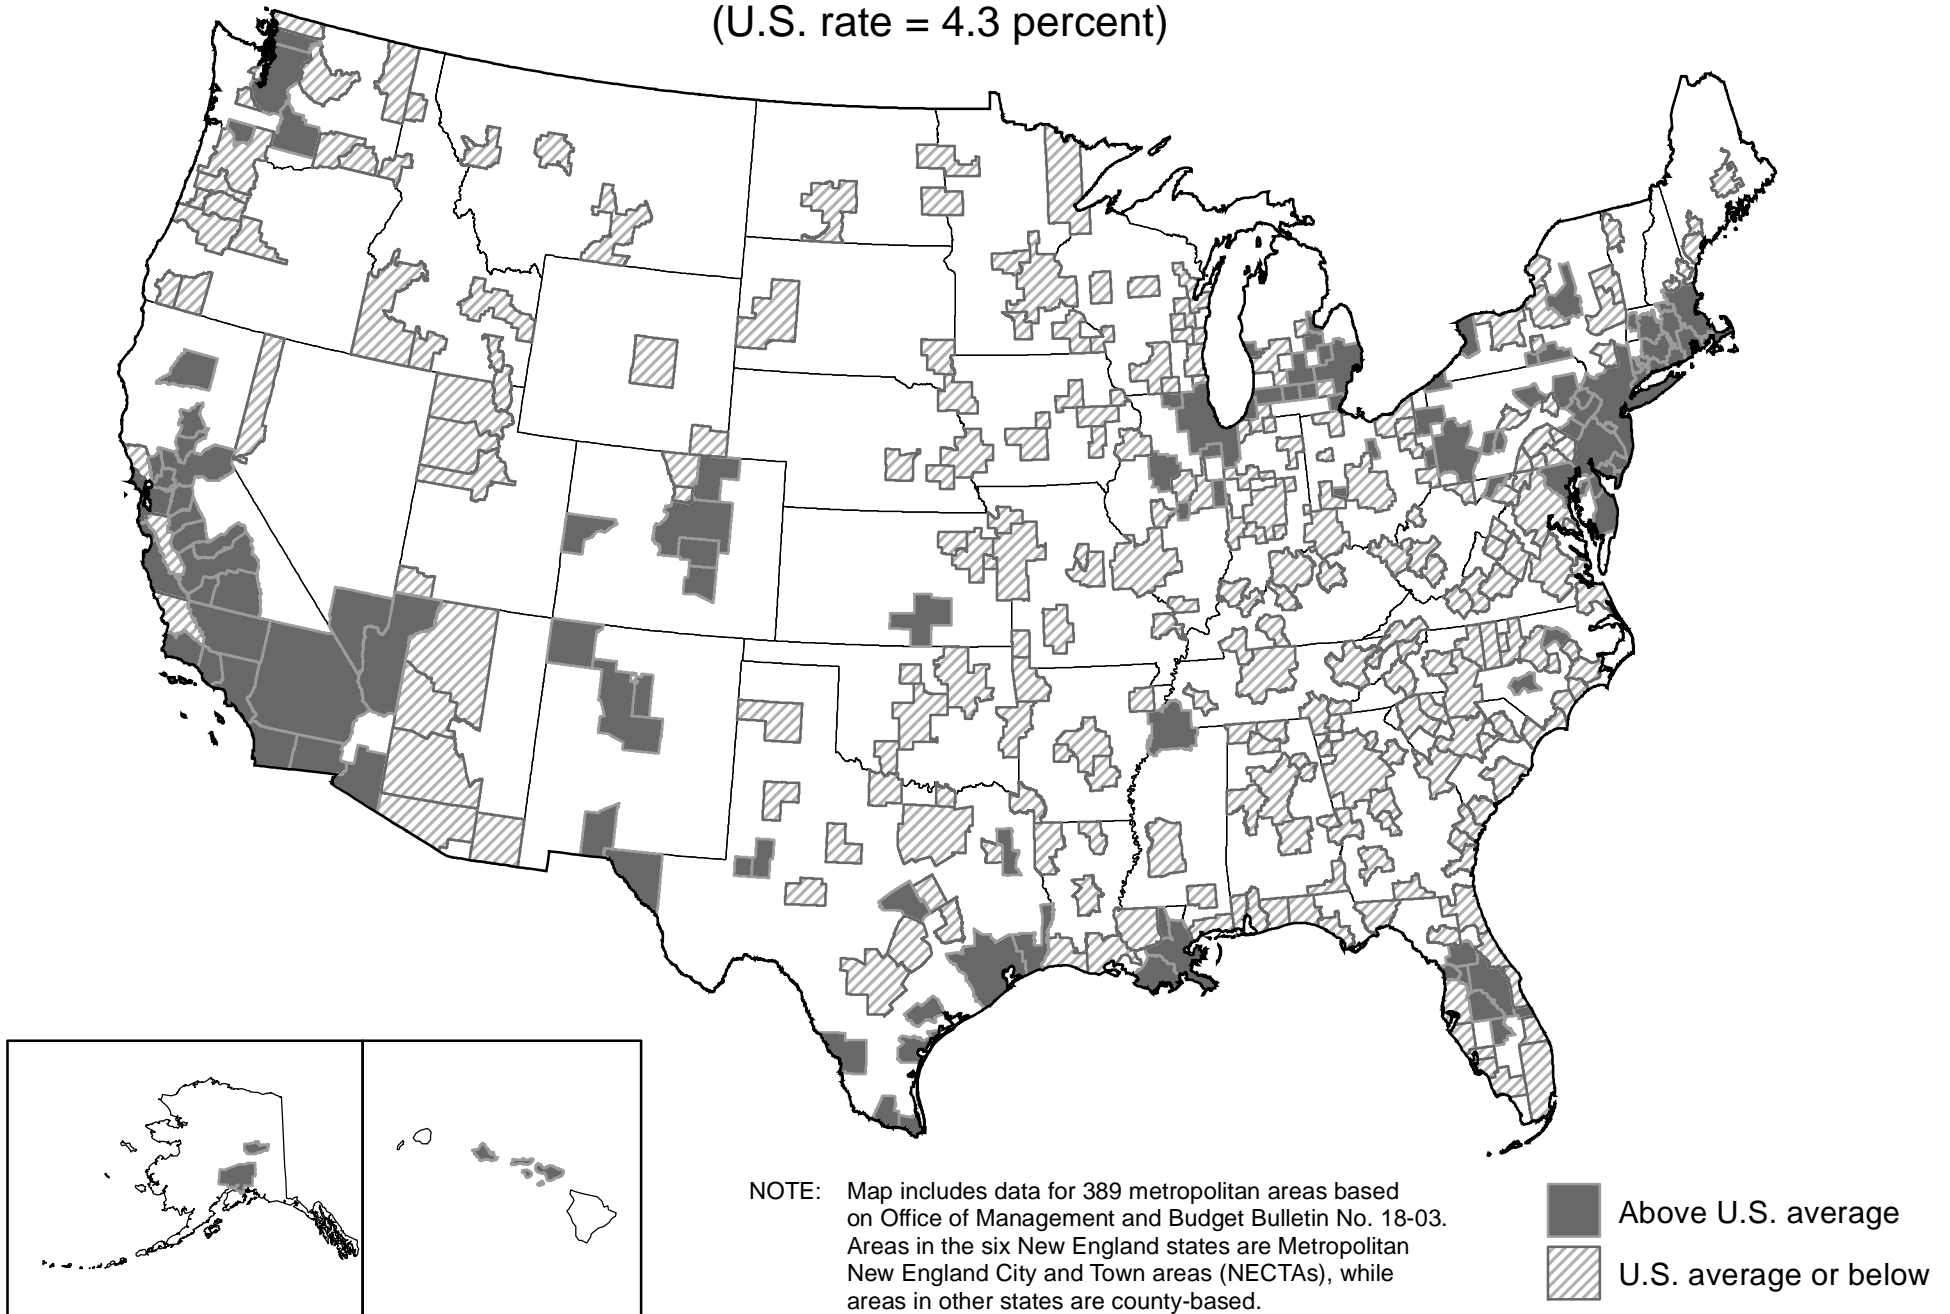 (U.S. rate = 4.3 percent)
NOTE: Map includes data for 389 metropolitan areas based
on Office of Management and Budget Bulletin No. 18-03.
Areas in the six New England states are Metropolitan
New England City and Town areas (NECTAs), while
areas in other states are county-based.
Above U.S. average
U.S. average or below